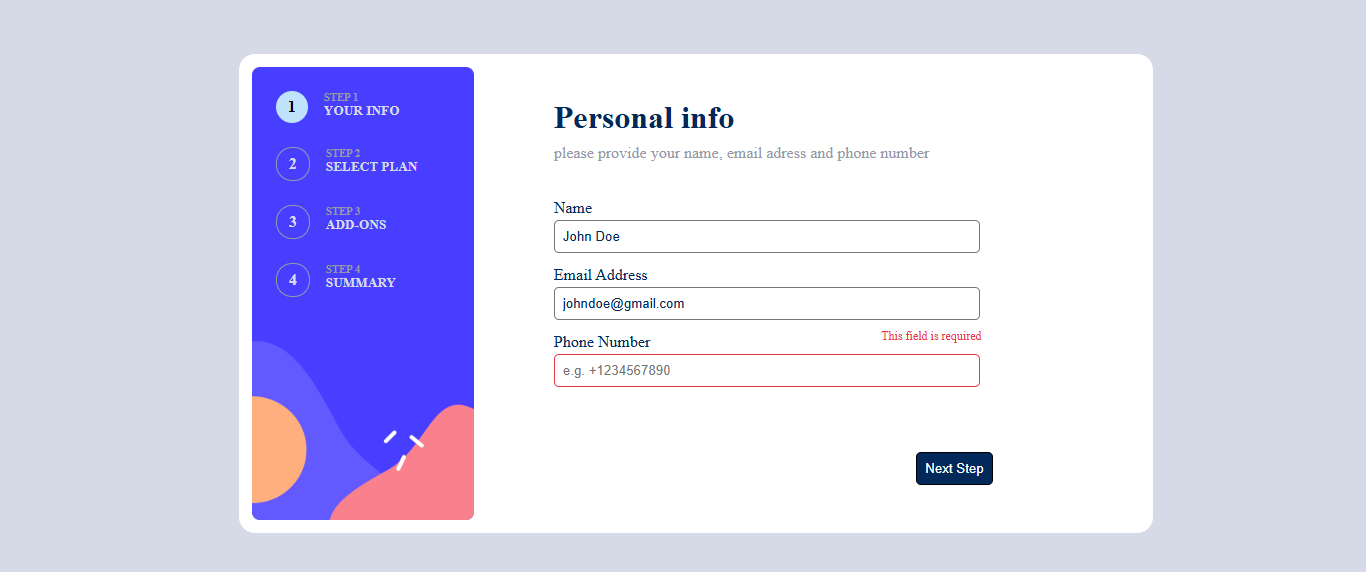 1
STEP 1
YOUR INFO
2
STEP 2
SELECT PLAN
3
STEP 3
ADD-ONS
4
STEP 4
SUMMARY
Personal info
please provide your name, email adress and phone number
Name
John Doe
Email Address
johndoe@gmail.com
Phone Number
This field is required
e.g. +1234567890
Next Step